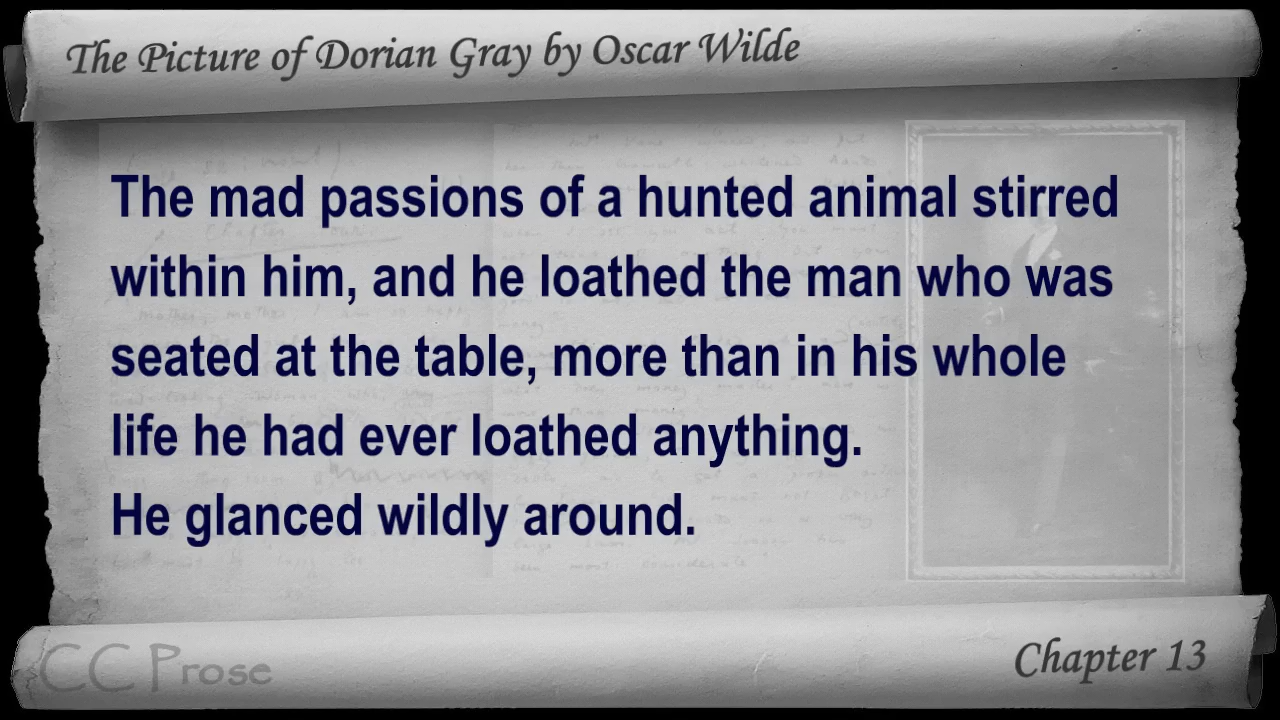 The Picture of Dorian Gray by Oscar Wilde
The mad passions of a hunted animal stirred
within him, and he loathed the man who was
seated at the table, more than in his whole
life he had ever loathed anything.
He glanced wildly around.
CC Prose
Chapter 13